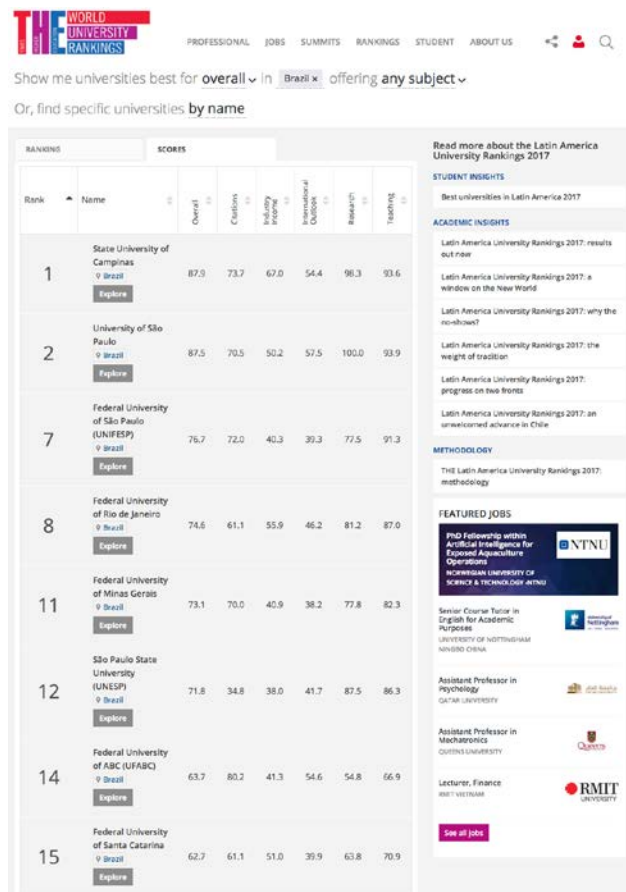 THE WORLD
UNIVERSITY
RANKINGS
PROFESSIONAL JOBS SUMMITS RANKINGS STUDENT ABOUT US
Show me universities best for overall in Brazil x offering any subject
Or, find specific universities by name
RANKING SCORES
Rank Name Overall Citations Industry Income International Outlook Research Teaching
1 State University of Campinas Brazil Explore 87.9 73.7 67.0 54.4 98.3 93.6
2 University of São Paulo Brazil Explore 87.5 70.5 50.2 57.5 100.0 93.9
7 Federal University of São Paulo (UNIFESP) Brazil Explore 76.7 72.0 40.3 39.3 77.5 91.3
8 Federal University of Rio de Janeiro Brazil Explore 74.6 61.1 55.9 46.2 81.2 87.0
11 Federal University of Minas Gerais Brazil Explore 73.1 70.0 40.9 38.2 77.8 82.3
12 São Paulo State University (UNESP) Brazil Explore 71.8 34.8 38.0 41.7 87.5 86.3
14 Federal University of ABC (UFABC) Brazil Explore 63.7 80.2 41.3 54.6 54.8 66.9
15 Federal University of Santa Catarina Brazil Explore 62.7 61.1 51.0 39.9 63.8 70.9
Read more about the Latin America
University Rankings 2017
STUDENT INSIGHTS
Best universities in Latin America 2017
ACADEMIC INSIGHTS
Latin America University Rankings 2017: results
out now
Latin America University Rankings 2017: a
window on the New World
Latin America University Rankings 2017: why the
no-shows?
Latin America University Rankings 2017: the
weight of tradition
Latin America University Rankings 2017:
progress on two fronts
Latin America University Rankings 2017: an
unwelcomed advance in Chile
METHODOLOGY
THE Latin America University Rankings 2017:
methodology
FEATURED JOBS
PhD Fellowship within
Artificial Intelligence for
Exposed Aquaculture
Operations
NORWEGIAN UNIVERSITY OF
SCIENCE & TECHNOLOGY -NTNU
NTNU
Senior Course Tutor in
English for Academic
Purposes
UNIVERSITY OF NOTTINGHAM
NINGBO CHINA
University of
Nottingham
Assistant Professor in
Psychology
QATAR UNIVERSITY
Assistant Professor in
Mechatronics
QUEENS UNIVERSITY
Queen's
Lecturer, Finance
RMIT VIETNAM
RMIT
UNIVERSITY
See all jobs